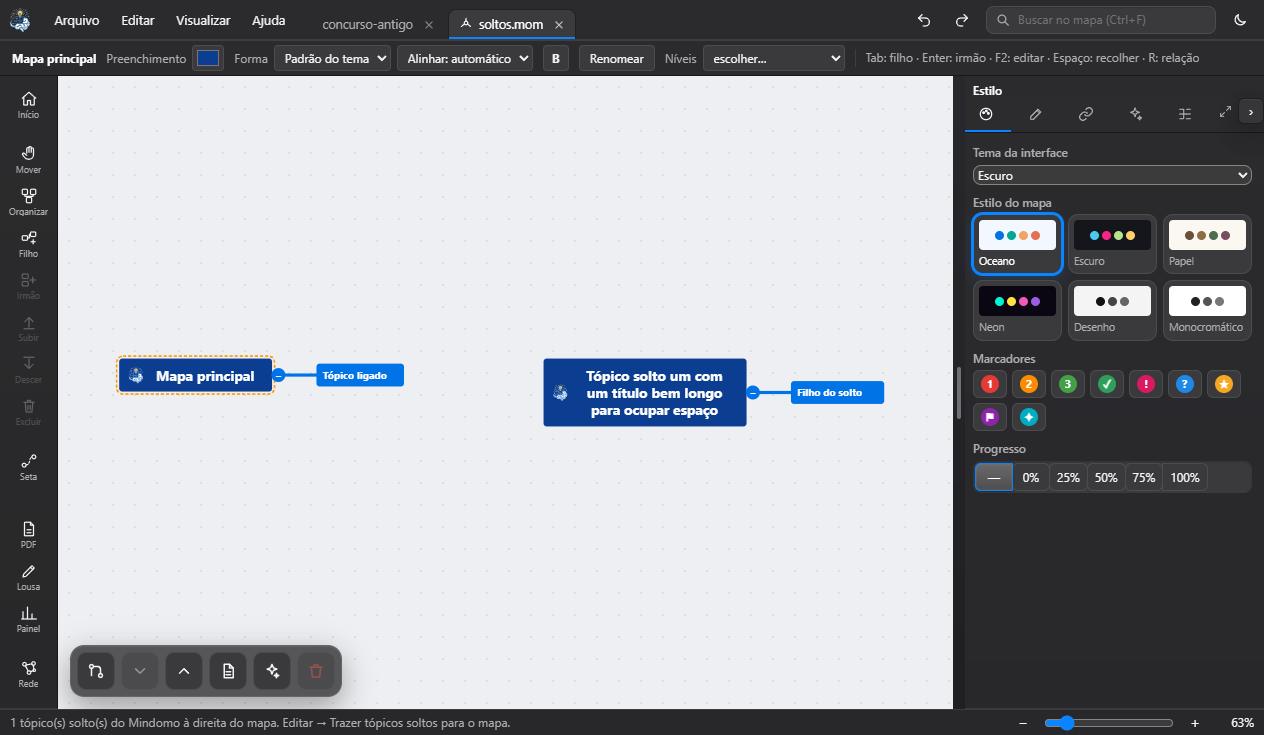 Arquivo Editar Visualizar Ajuda concurso-antigo × soltos.mom × Buscar no mapa (Ctrl+F)
Mapa principal Preenchimento Forma Padrão do tema Alinhar: automático B Renomear Níveis escolher... Tab: filho · Enter: irmão · F2: editar · Espaço: recolher · R: relação
Início
Mover
Organizar
Filho
Irmão
Subir
Descer
Excluir
Seta
PDF
Lousa
Painel
Rede
Mapa principal
Tópico ligado
Tópico solto um com
um título bem longo
para ocupar espaço
Filho do solto
Estilo
Tema da interface
Escuro
Estilo do mapa
Oceano Escuro Papel
Neon Desenho Monocromático
Marcadores
1 2 3 ✓ ! ?
Progresso
— 0% 25% 50% 75% 100%
1 tópico(s) solto(s) do Mindomo à direita do mapa. Editar → Trazer tópicos soltos para o mapa. − + 63%